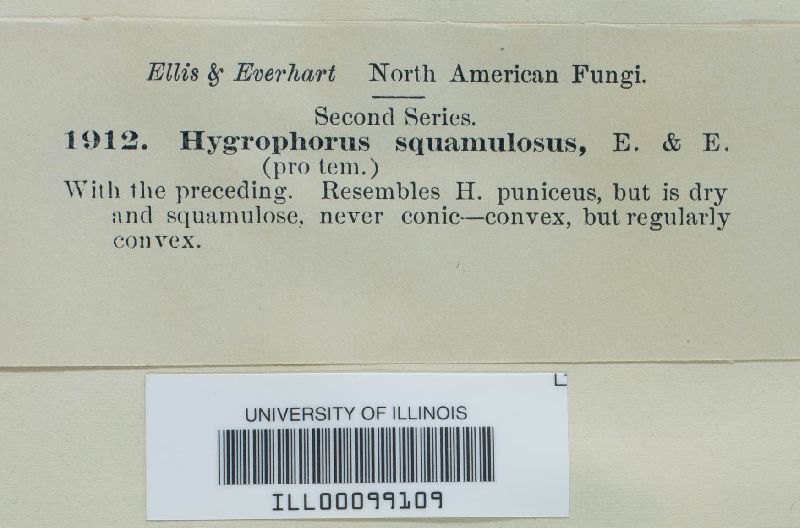 Ellis & Everhart North American Fungi.
Second Series.
1912. Hygrophorus squamulosus, E. & E.
(pro tem.)
With the preceding. Resembles H. puniceus, but is dry
and squamulose, never conic—convex, but regularly
convex.
UNIVERSITY OF ILLINOIS
ILL00099109